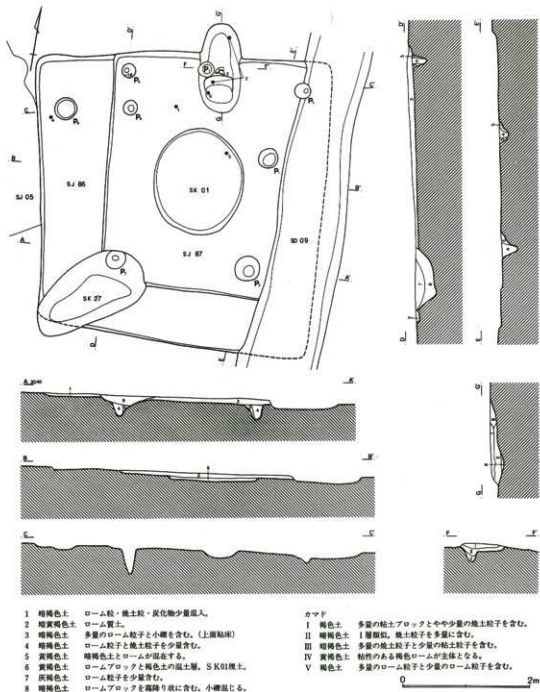 SJ 05
SJ 86
SK 01
SJ 87
SD 09
SK 27
1 暗褐色土 ローム粒・焼土粒・炭化物少量混入。
2 暗黄褐色土 ローム質土。
3 暗褐色土 多量のローム粒子と小礫を含む。(上面貼床)
4 暗褐色土 ローム粒子と焼土粒子を少量含む。
5 黄褐色土 暗褐色土とロームが混在する。
6 黄褐色土 ロームブロックと褐色土の混土層。SK01埋土。
7 灰褐色土 ローム粒子を少量含む。
8 暗褐色土 ロームブロックを霜降り状に含む。小礫混じる。
カマド
I 褐色土 多量の粘土ブロックとやや少量の焼土粒子を含む。
II 暗褐色土 I層類似。焼土粒子を多量に含む。
III 暗褐色土 多量の焼土粒子と少量の粘土粒子を含む。
IV 黄褐色土 粘性のある褐色ロームが主体となる。
V 褐色土 多量のローム粒子と少量のローム粒子を含む。
0 2m